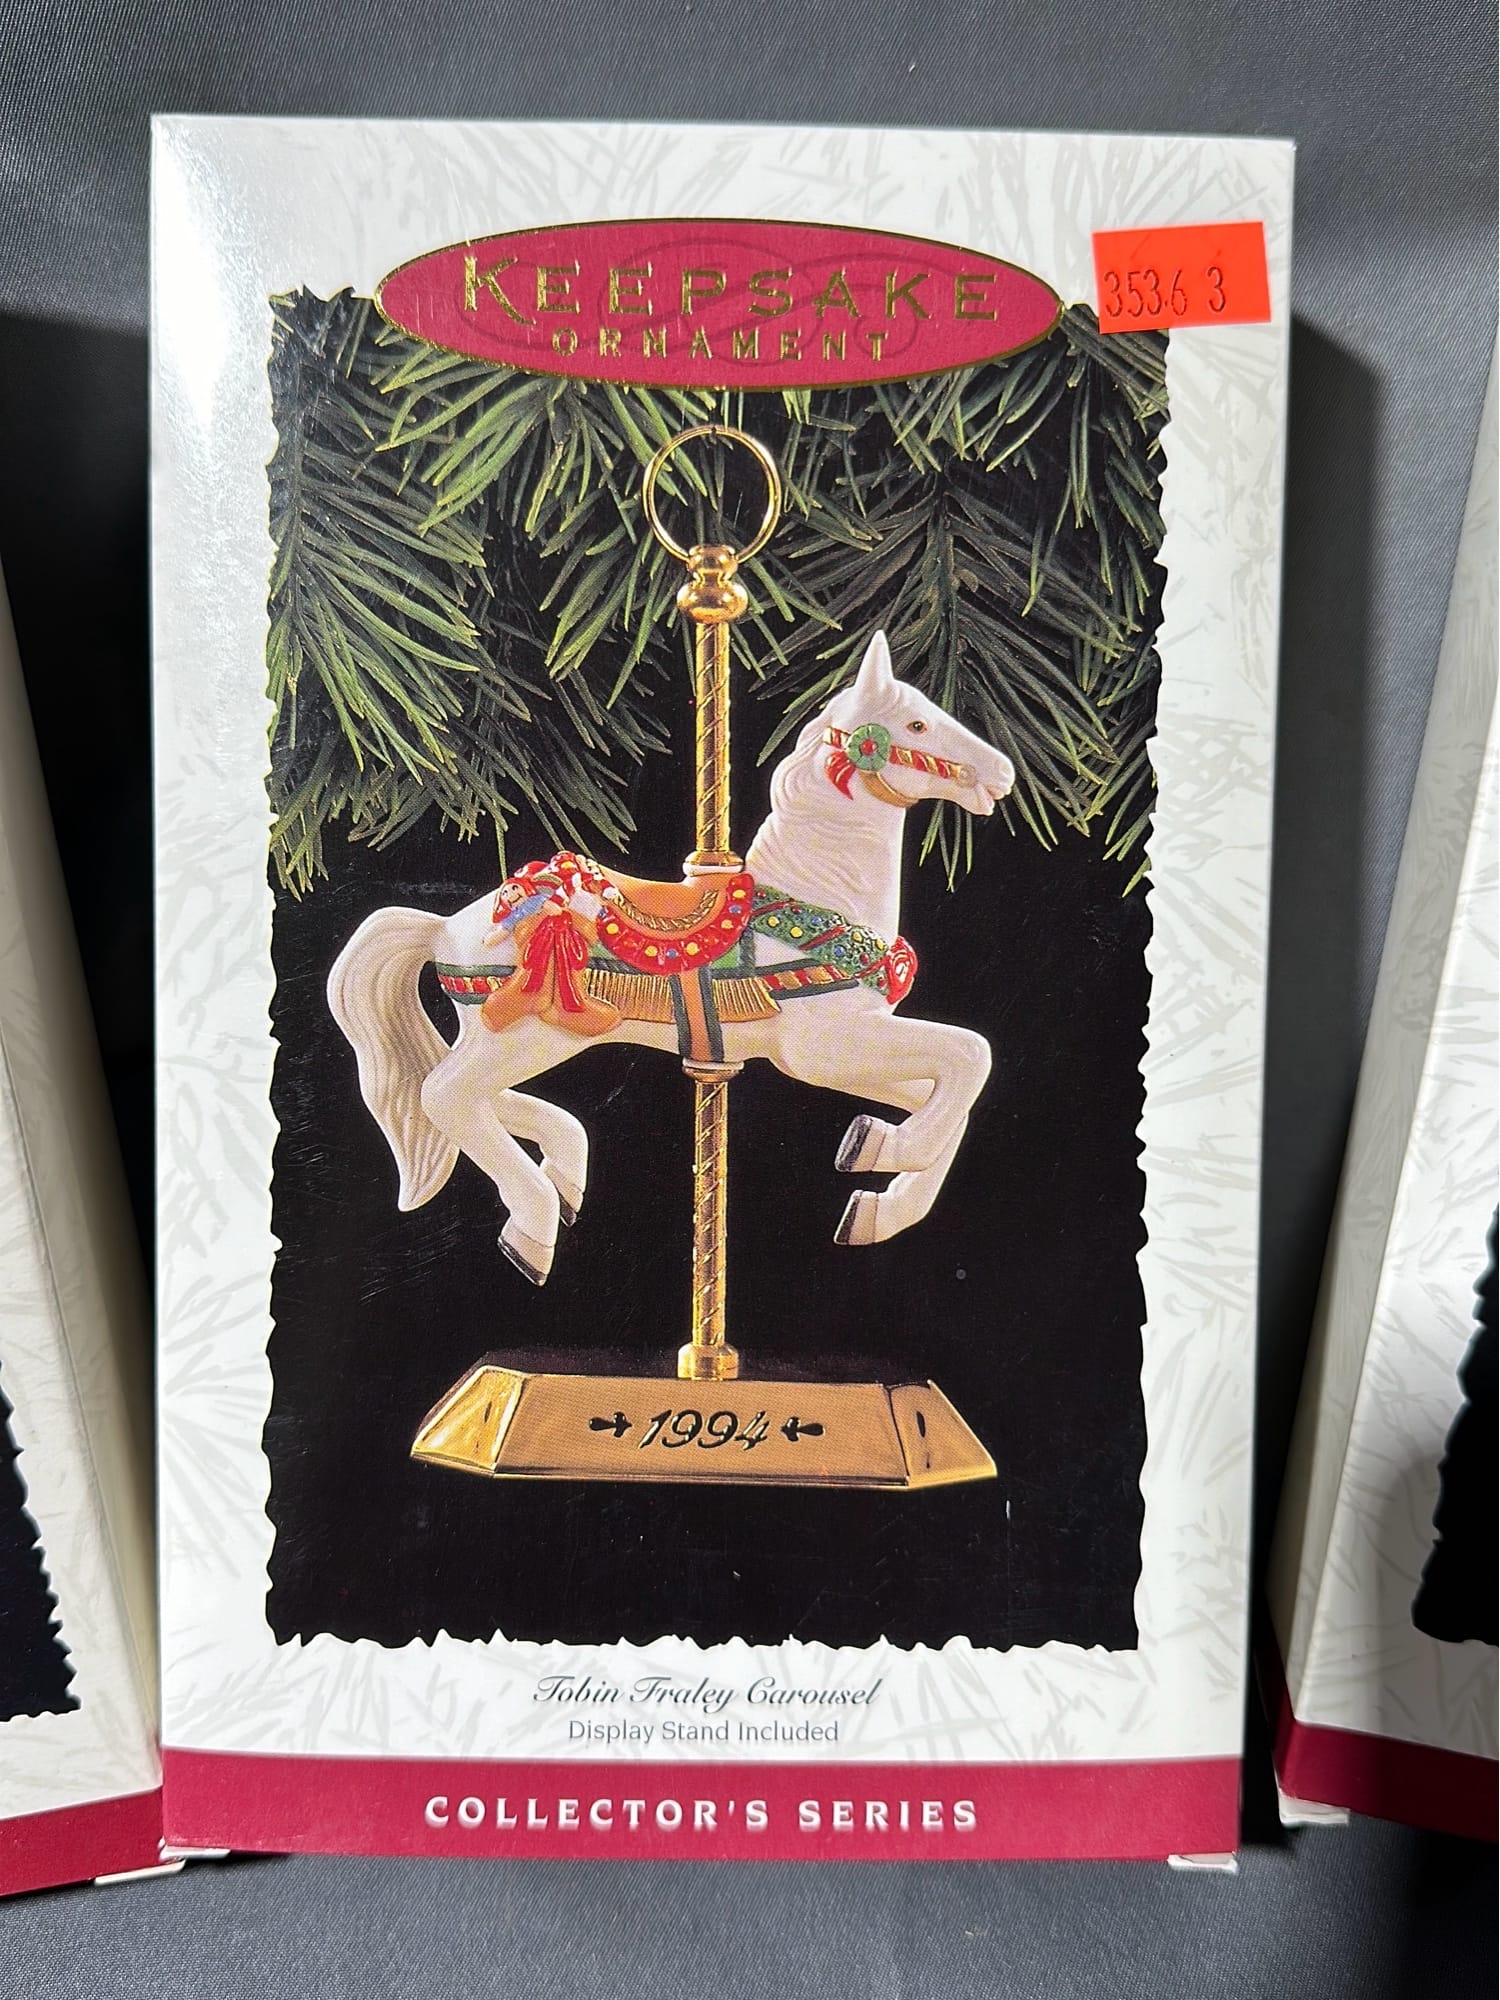 KEEPSAKE
ORNAMENT
3536 3
1994
Tobin Fraley Carousel
Display Stand Included
COLLECTOR'S SERIES